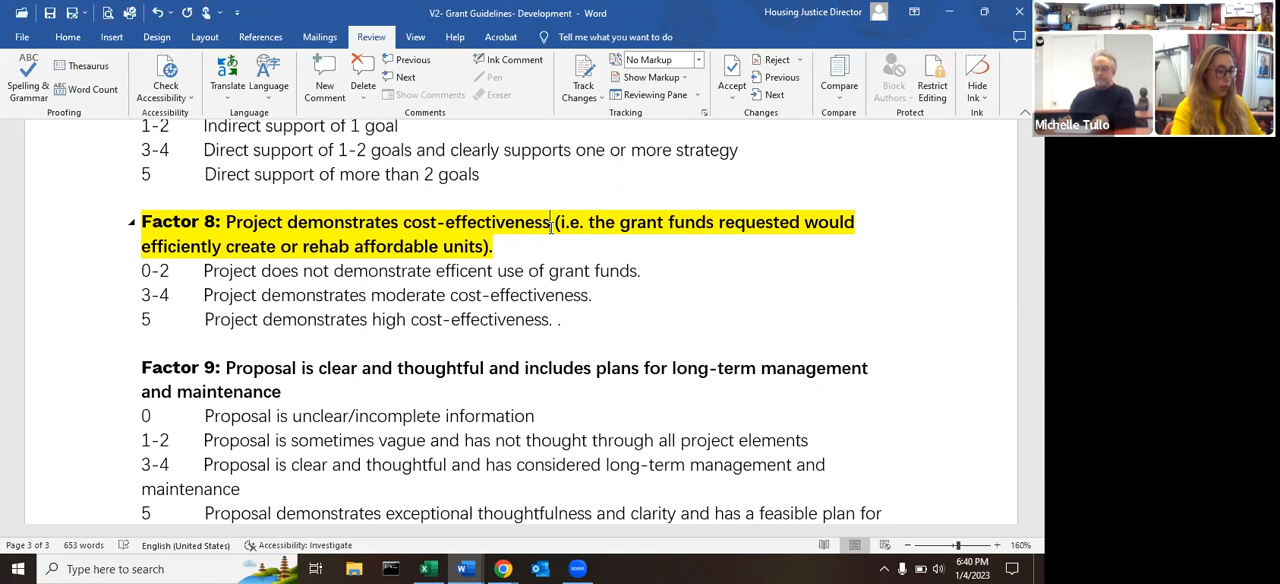 V2- Grant Guidelines- Development - Word
Housing Justice Director
File Home Insert Design Layout References Mailings Review View Help Acrobat Tell me what you want to do
ABC
Spelling & Grammar
Thesaurus
Word Count
Proofing
Check Accessibility
Accessibility
Translate
Language
Language
New Comment
Delete
Previous
Next
Show Comments
Comments
Ink Comment
Pen
Eraser
Track Changes
No Markup
Show Markup
Reviewing Pane
Tracking
Accept
Reject
Previous
Next
Changes
Compare
Compare
Block Authors
Restrict Editing
Protect
Hide Ink
Ink
Michelle Tullo
1-2 Indirect support of 1 goal
3-4 Direct support of 1-2 goals and clearly supports one or more strategy
5 Direct support of more than 2 goals
Factor 8: Project demonstrates cost-effectiveness (i.e. the grant funds requested would
efficiently create or rehab affordable units).
0-2 Project does not demonstrate efficent use of grant funds.
3-4 Project demonstrates moderate cost-effectiveness.
5 Project demonstrates high cost-effectiveness. .
Factor 9: Proposal is clear and thoughtful and includes plans for long-term management
and maintenance
0 Proposal is unclear/incomplete information
1-2 Proposal is sometimes vague and has not thought through all project elements
3-4 Proposal is clear and thoughtful and has considered long-term management and
maintenance
5 Proposal demonstrates exceptional thoughtfulness and clarity and has a feasible plan for
Page 3 of 3 653 words English (United States) Accessibility: Investigate 160%
Type here to search
6:40 PM
1/4/2023